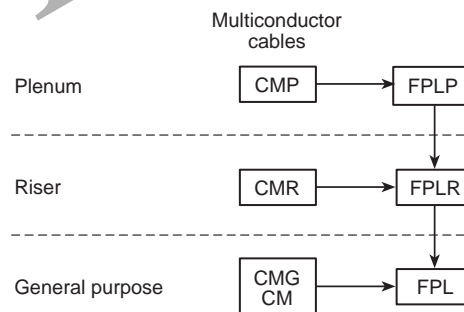 Multiconductor
cables
Plenum
CMP
FPLP
Riser
CMR
FPLR
General purpose
CMG
CM
FPL